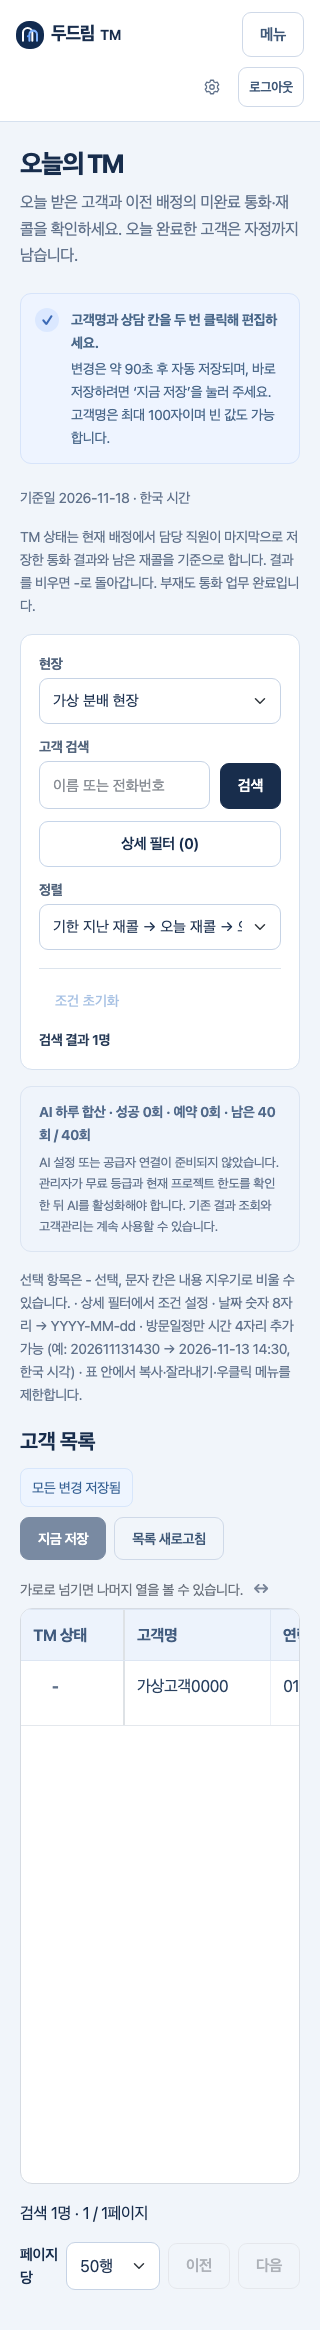 두드림 TM
메뉴
로그아웃
오늘의 TM
오늘 받은 고객과 이전 배정의 미완료 통화·재
콜을 확인하세요. 오늘 완료한 고객은 자정까지
남습니다.
고객명과 상담 칸을 두 번 클릭해 편집하
세요.
변경은 약 90초 후 자동 저장되며, 바로
저장하려면 ‘지금 저장’을 눌러 주세요.
고객명은 최대 100자이며 빈 값도 가능
합니다.
기준일 2026-11-18 · 한국 시간
TM 상태는 현재 배정에서 담당 직원이 마지막으로 저
장한 통화 결과와 남은 재콜을 기준으로 합니다. 결과
를 비우면 -로 돌아갑니다. 부재도 통화 업무 완료입니
다.
현장
가상 분배 현장
고객 검색
이름 또는 전화번호
검색
상세 필터 (0)
정렬
기한 지난 재콜 → 오늘 재콜 →
조건 초기화
검색 결과 1명
AI 하루 합산 · 성공 0회 · 예약 0회 · 남은 40
회 / 40회
AI 설정 또는 공급자 연결이 준비되지 않았습니다.
관리자가 무료 등급과 현재 프로젝트 한도를 확인
한 뒤 AI를 활성화해야 합니다. 기존 결과 조회와
고객관리는 계속 사용할 수 있습니다.
선택 항목은 - 선택, 문자 칸은 내용 지우기로 비울 수
있습니다. · 상세 필터에서 조건 설정 · 날짜 숫자 8자
리 → YYYY-MM-dd · 방문일정만 시간 4자리 추가
가능 (예: 202611131430 → 2026-11-13 14:30,
한국 시각) · 표 안에서 복사·잘라내기·우클릭 메뉴를
제한합니다.
고객 목록
모든 변경 저장됨
지금 저장
목록 새로고침
가로로 넘기면 나머지 열을 볼 수 있습니다. ↔
TM 상태 고객명
- 가상고객0000 01
검색 1명 · 1 / 1페이지
페이지
당
50행
이전
다음